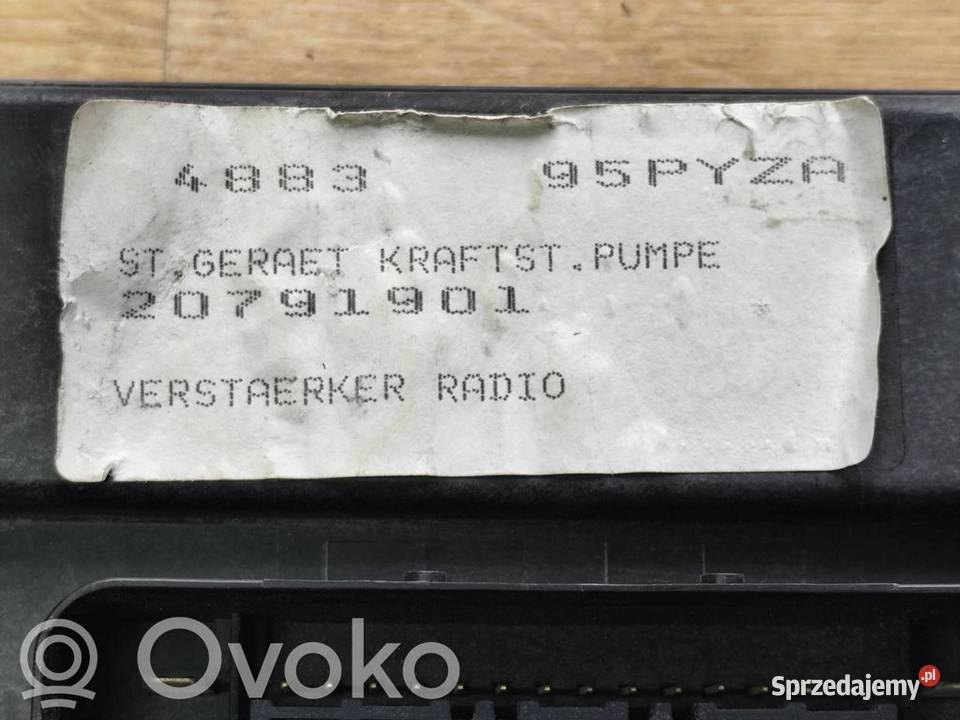 4883 95PYZA
ST.GERAET KRAFTST.PUMPE
20791901
VERSTAERKER RADIO
Ovoko
Sprzedajemy.pl